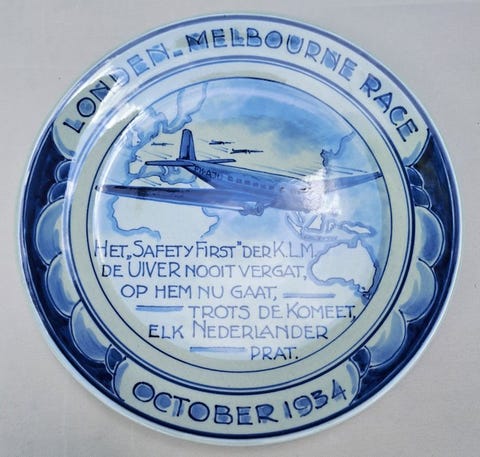 LONDEN-MELBOURNE RACE
PH-AJU
HET „SAFETY FIRST" DER K.L.M
DE UIVER NOOIT VERGAT,
OP HEM NU GAAT,
TROTS DE KOMEET,
ELK NEDERLANDER
PRAT.
OCTOBER 1934